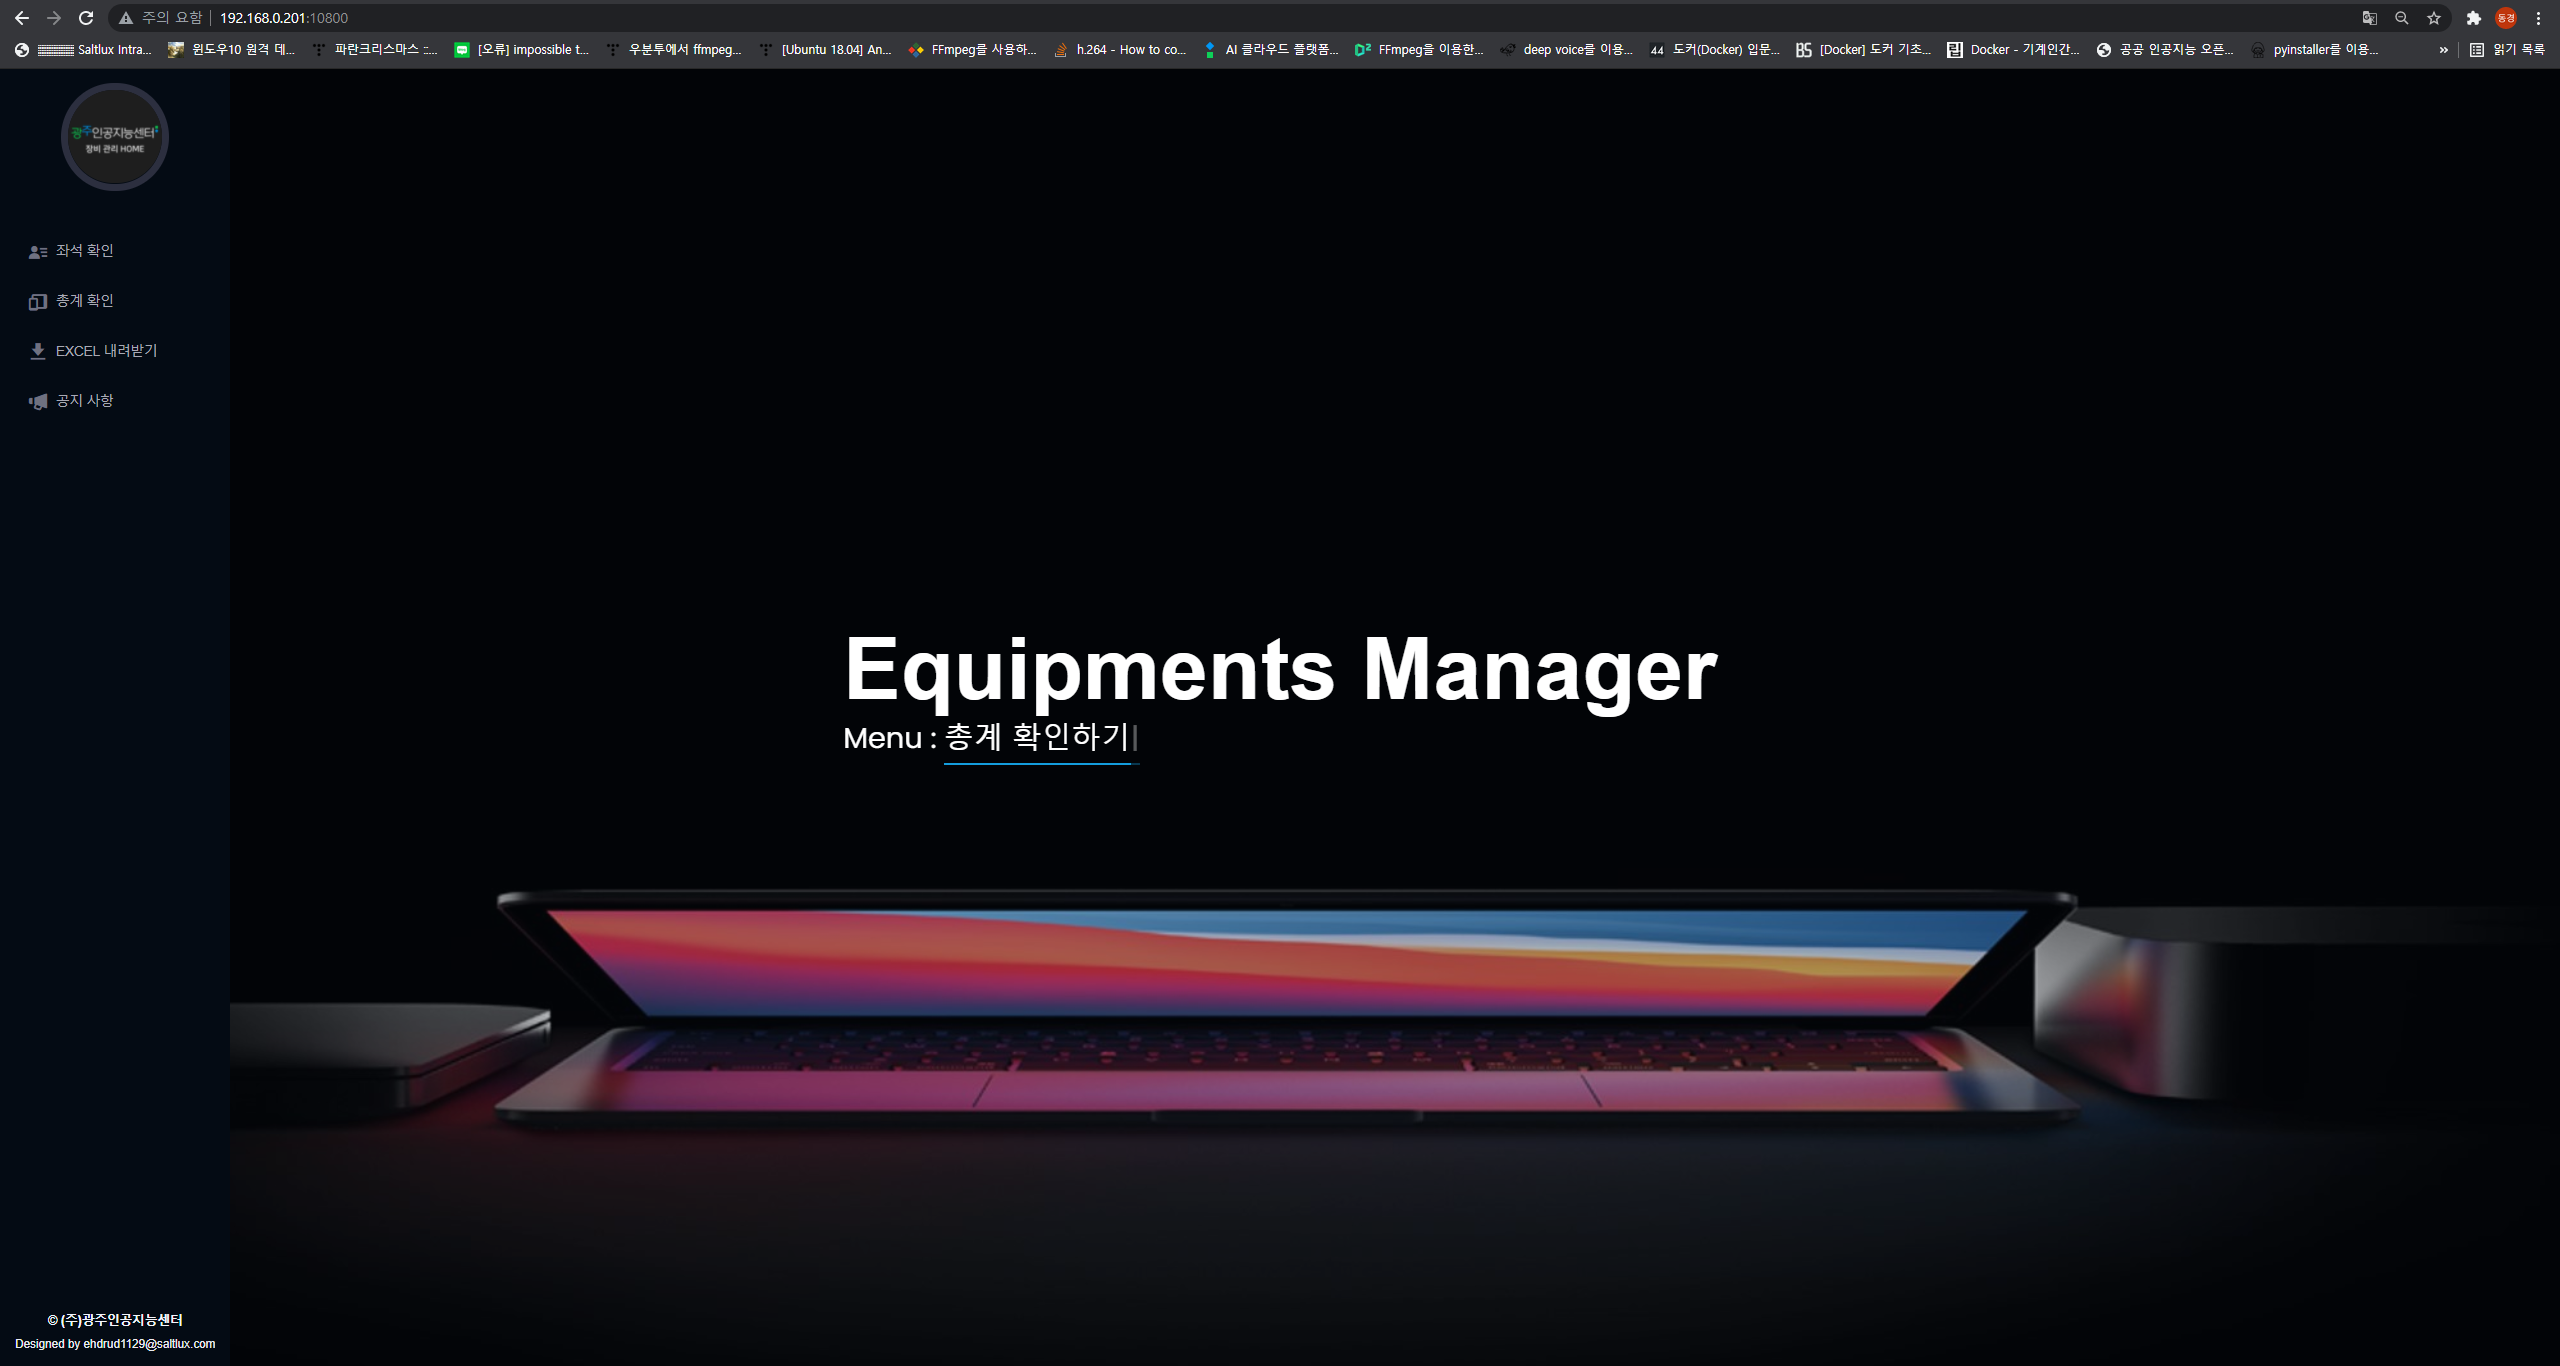 주의 요함 | 192.168.0.201:10800
Saltlux Intra... 윈도우10 원격 데... 파란크리스마스 ::... [오류] impossible t... 우분투에서 ffmpeg... [Ubuntu 18.04] An... FFmpeg를 사용하... h.264 - How to co... AI 클라우드 플랫폼... FFmpeg을 이용한... deep voice를 이용... 44 도커(Docker) 입문... BS [Docker] 도커 기초... Docker - 기계인간... 공공 인공지능 오픈... pyinstaller를 이용... » 읽기 목록
동경
광주인공지능센터
장비 관리 HOME
좌석 확인
총계 확인
EXCEL 내려받기
공지 사항
Equipments Manager
Menu : 총계 확인하기|
© (주)광주인공지능센터
Designed by ehdrud1129@saltlux.com